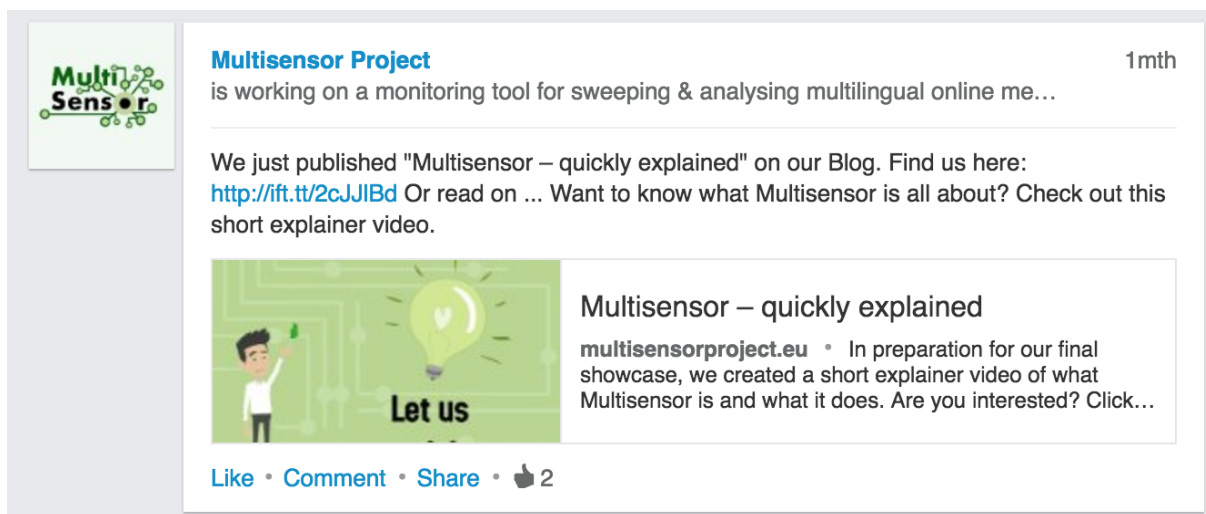 Multi
Sensor
Multisensor Project
1mth
is working on a monitoring tool for sweeping & analysing multilingual online me…
We just published "Multisensor – quickly explained" on our Blog. Find us here:
http://ift.tt/2cJJlBd Or read on ... Want to know what Multisensor is all about? Check out this
short explainer video.
Let us
Multisensor – quickly explained
multisensorproject.eu • In preparation for our final
showcase, we created a short explainer video of what
Multisensor is and what it does. Are you interested? Click…
Like • Comment • Share • 2